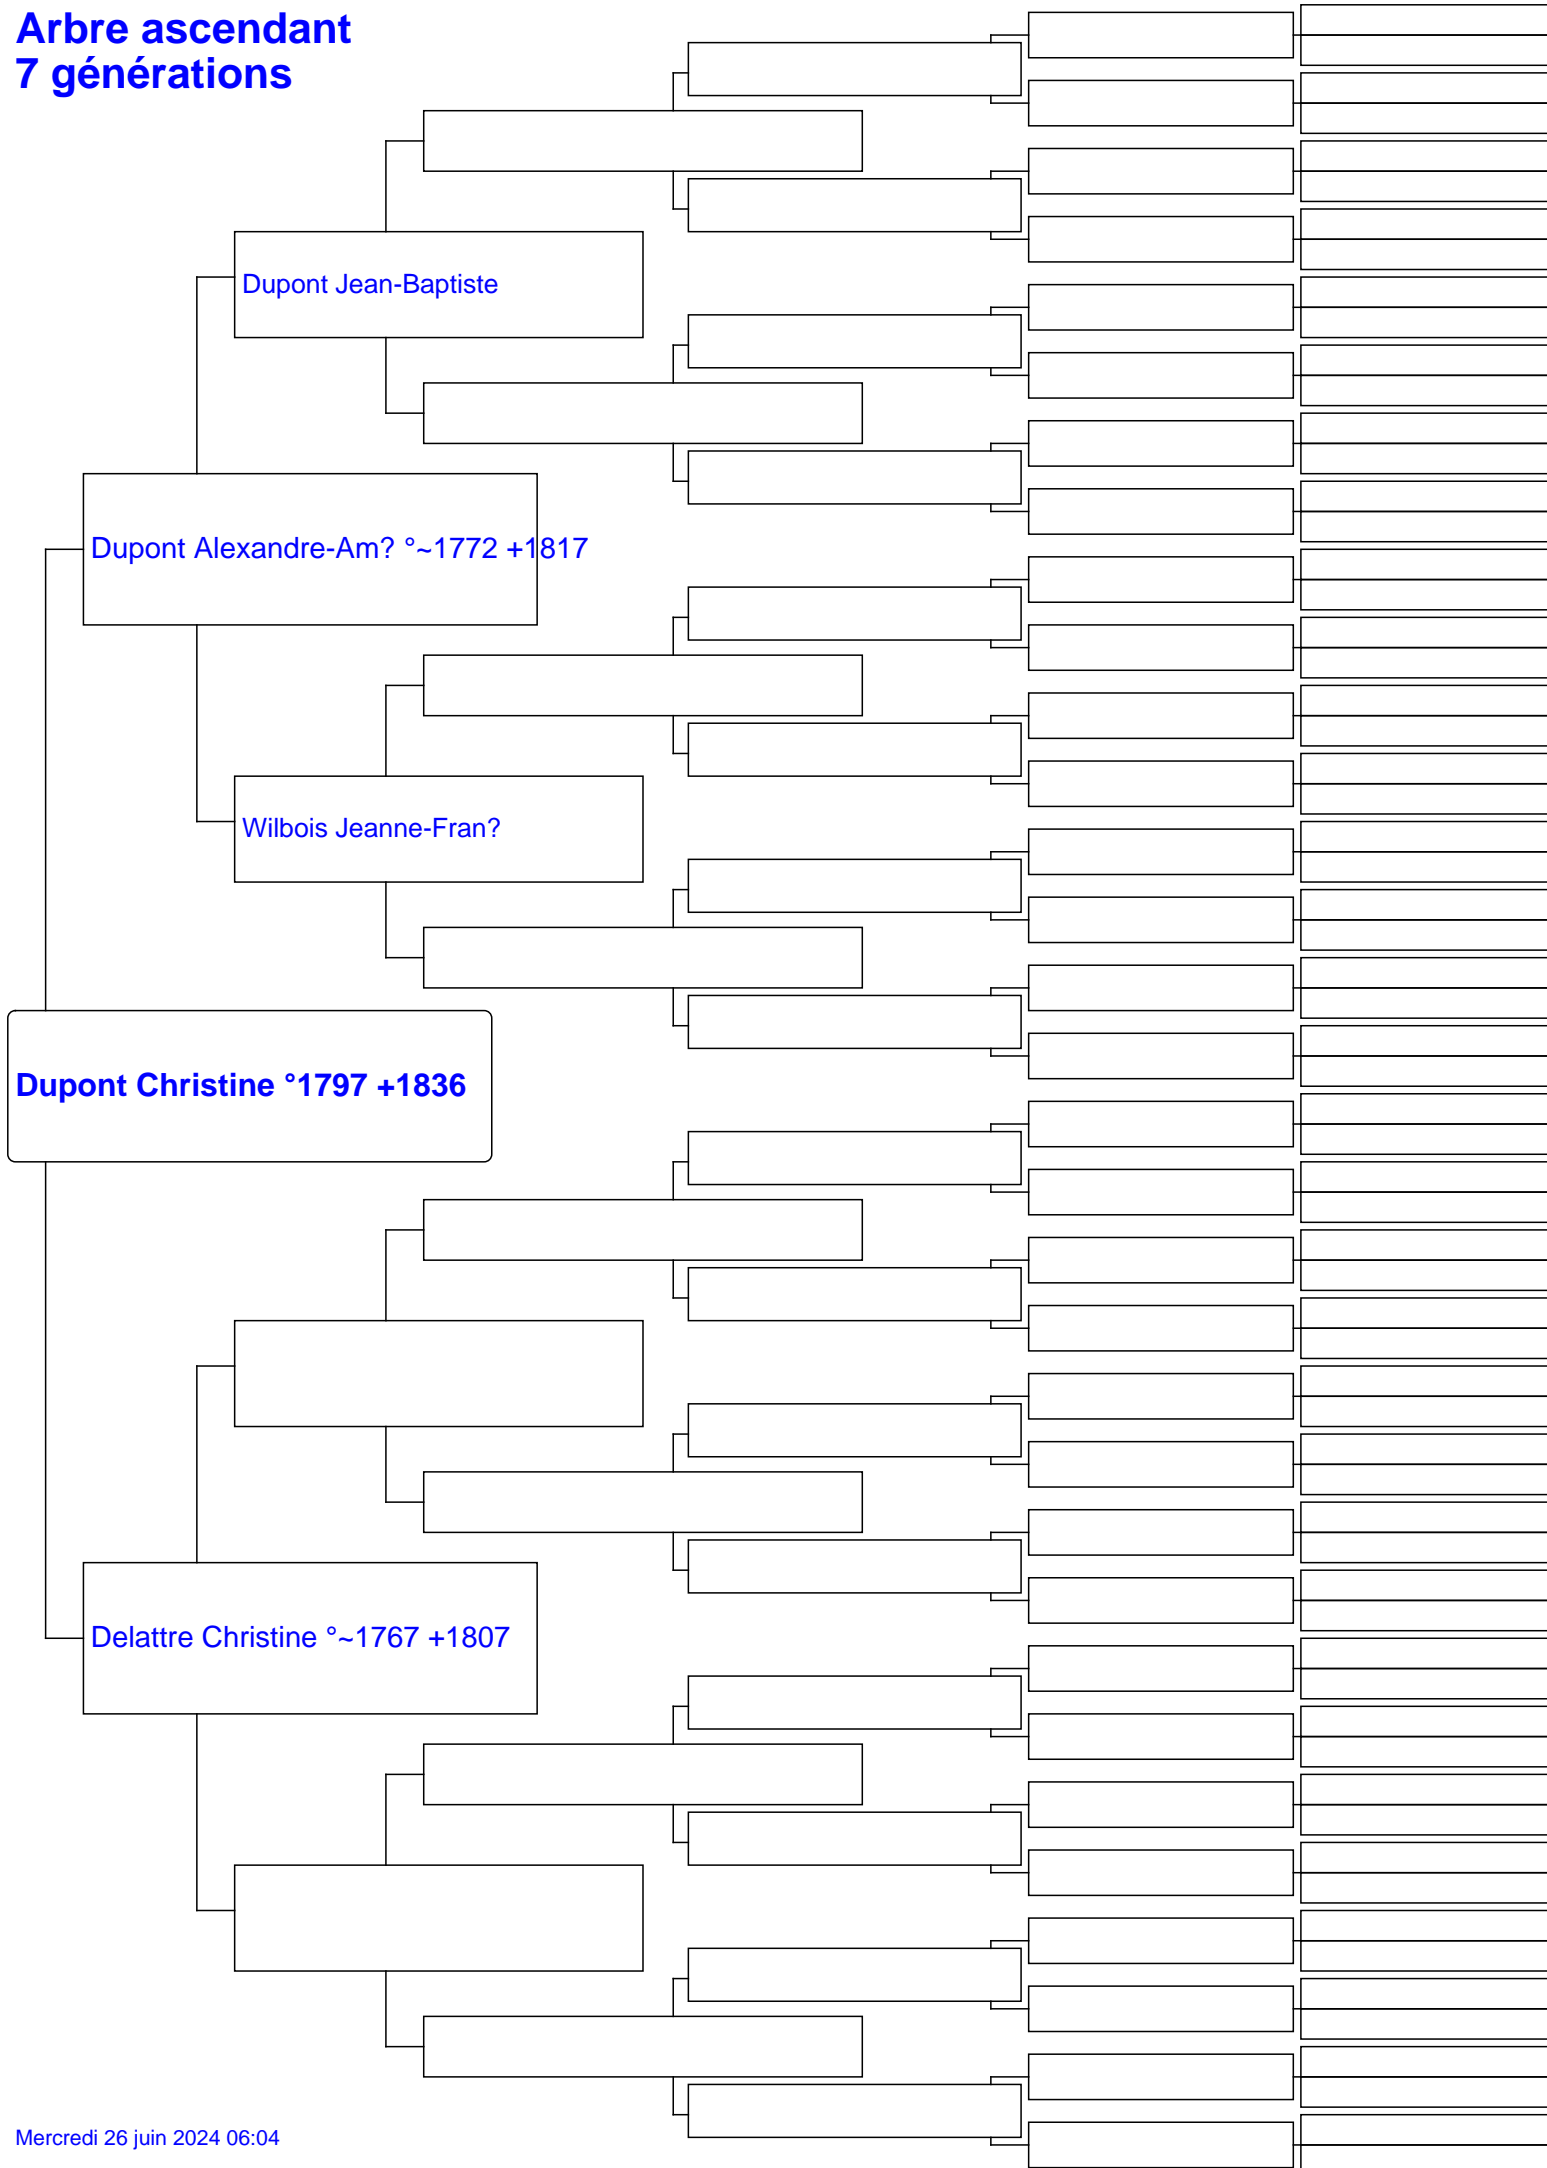 Arbre ascendant
7 générations
Dupont Jean-Baptiste
Dupont Alexandre-Am? °~1772 +1817
Wilbois Jeanne-Fran?
Dupont Christine °1797 +1836
Delattre Christine °~1767 +1807
Mercredi 26 juin 2024 06:04